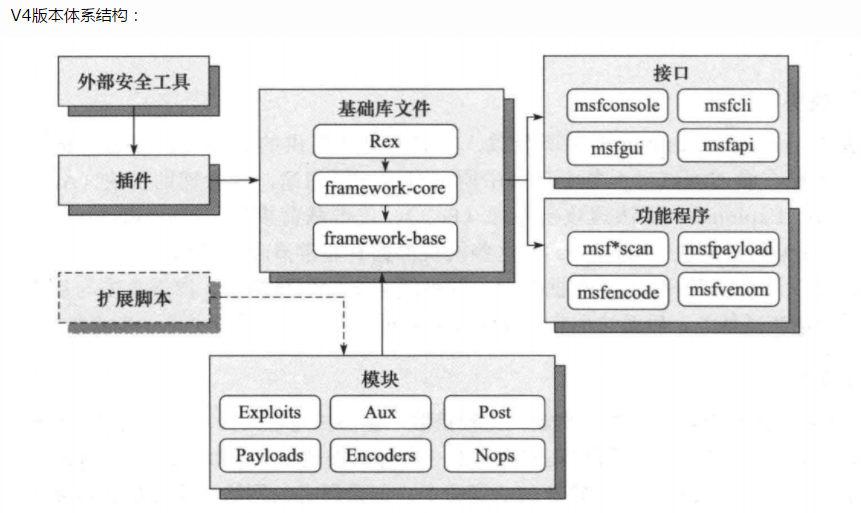 V4版本体系结构：
外部安全工具
插件
扩展脚本
基础库文件
Rex
framework-core
framework-base
接口
msfconsole
msfcli
msfgui
msfapi
功能程序
msf*scan
msfpayload
msfencode
msfvenom
模块
Exploits
Aux
Post
Payloads
Encoders
Nops